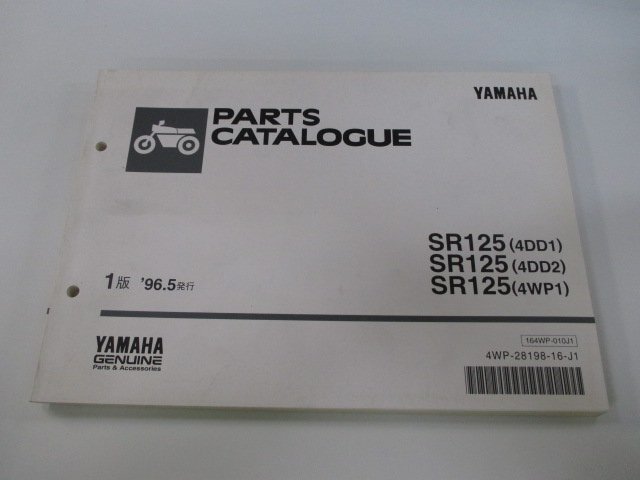 YAMAHA
PARTS
CATALOGUE
SR125 (4DD1)
SR125 (4DD2)
SR125 (4WP1)
1版 '96.5発行
164WP-010J1
4WP-28198-16-J1
YAMAHA
GENUINE
Parts & Accessories